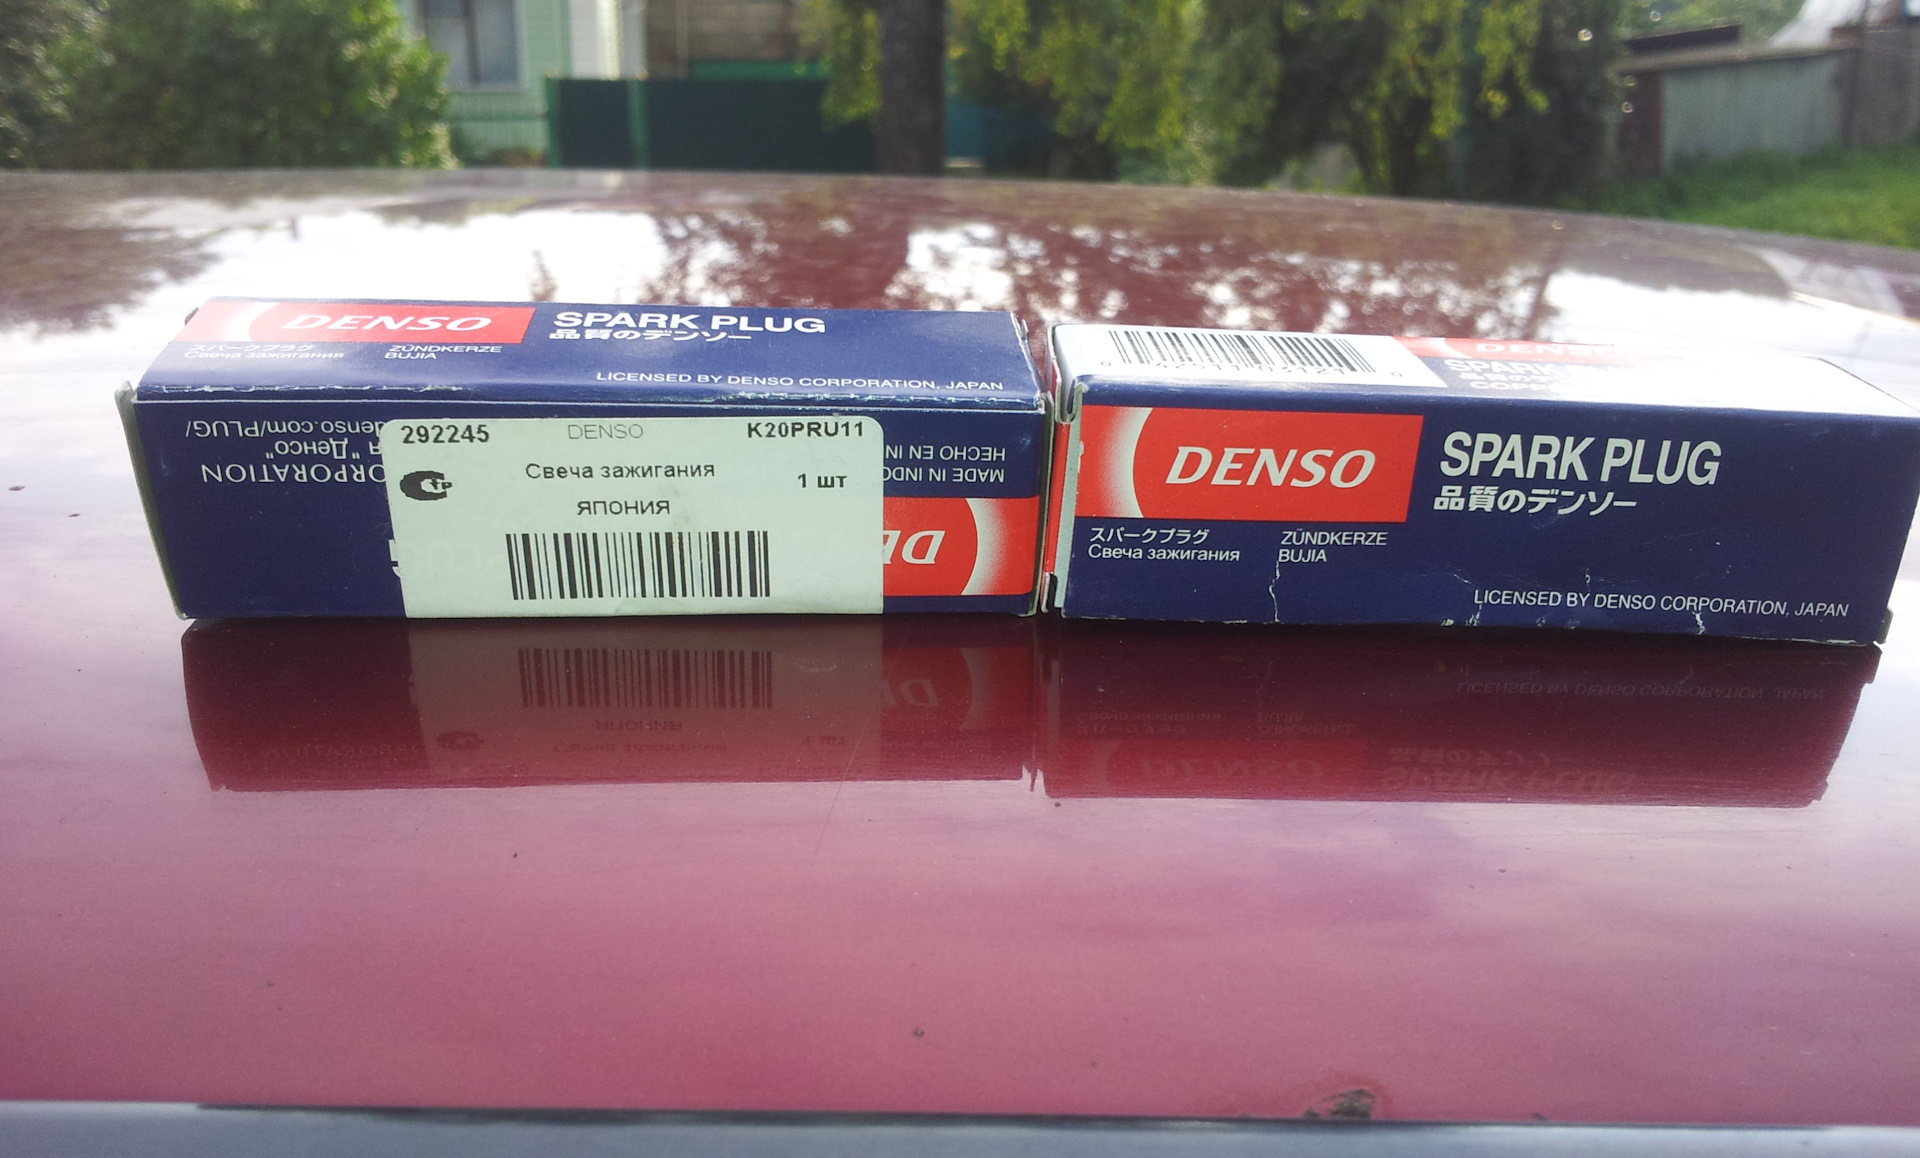 DENSO
SPARK PLUG
品質のデンソー
スパークプラグ
Свеча зажигания
ZÜNDKERZE
BUJIA
LICENSED BY DENSO CORPORATION, JAPAN
denso.com/PLUG/
"Денсо"
292245
DENSO
K20PRU11
Свеча зажигания
1 шт
ЯПОНИЯ
HECHO EN
MADE IN
DENSO
SPARK PLUG
品質のデンソー
スパークプラグ
Свеча зажигания
ZÜNDKERZE
BUJIA
LICENSED BY DENSO CORPORATION, JAPAN
DENSO